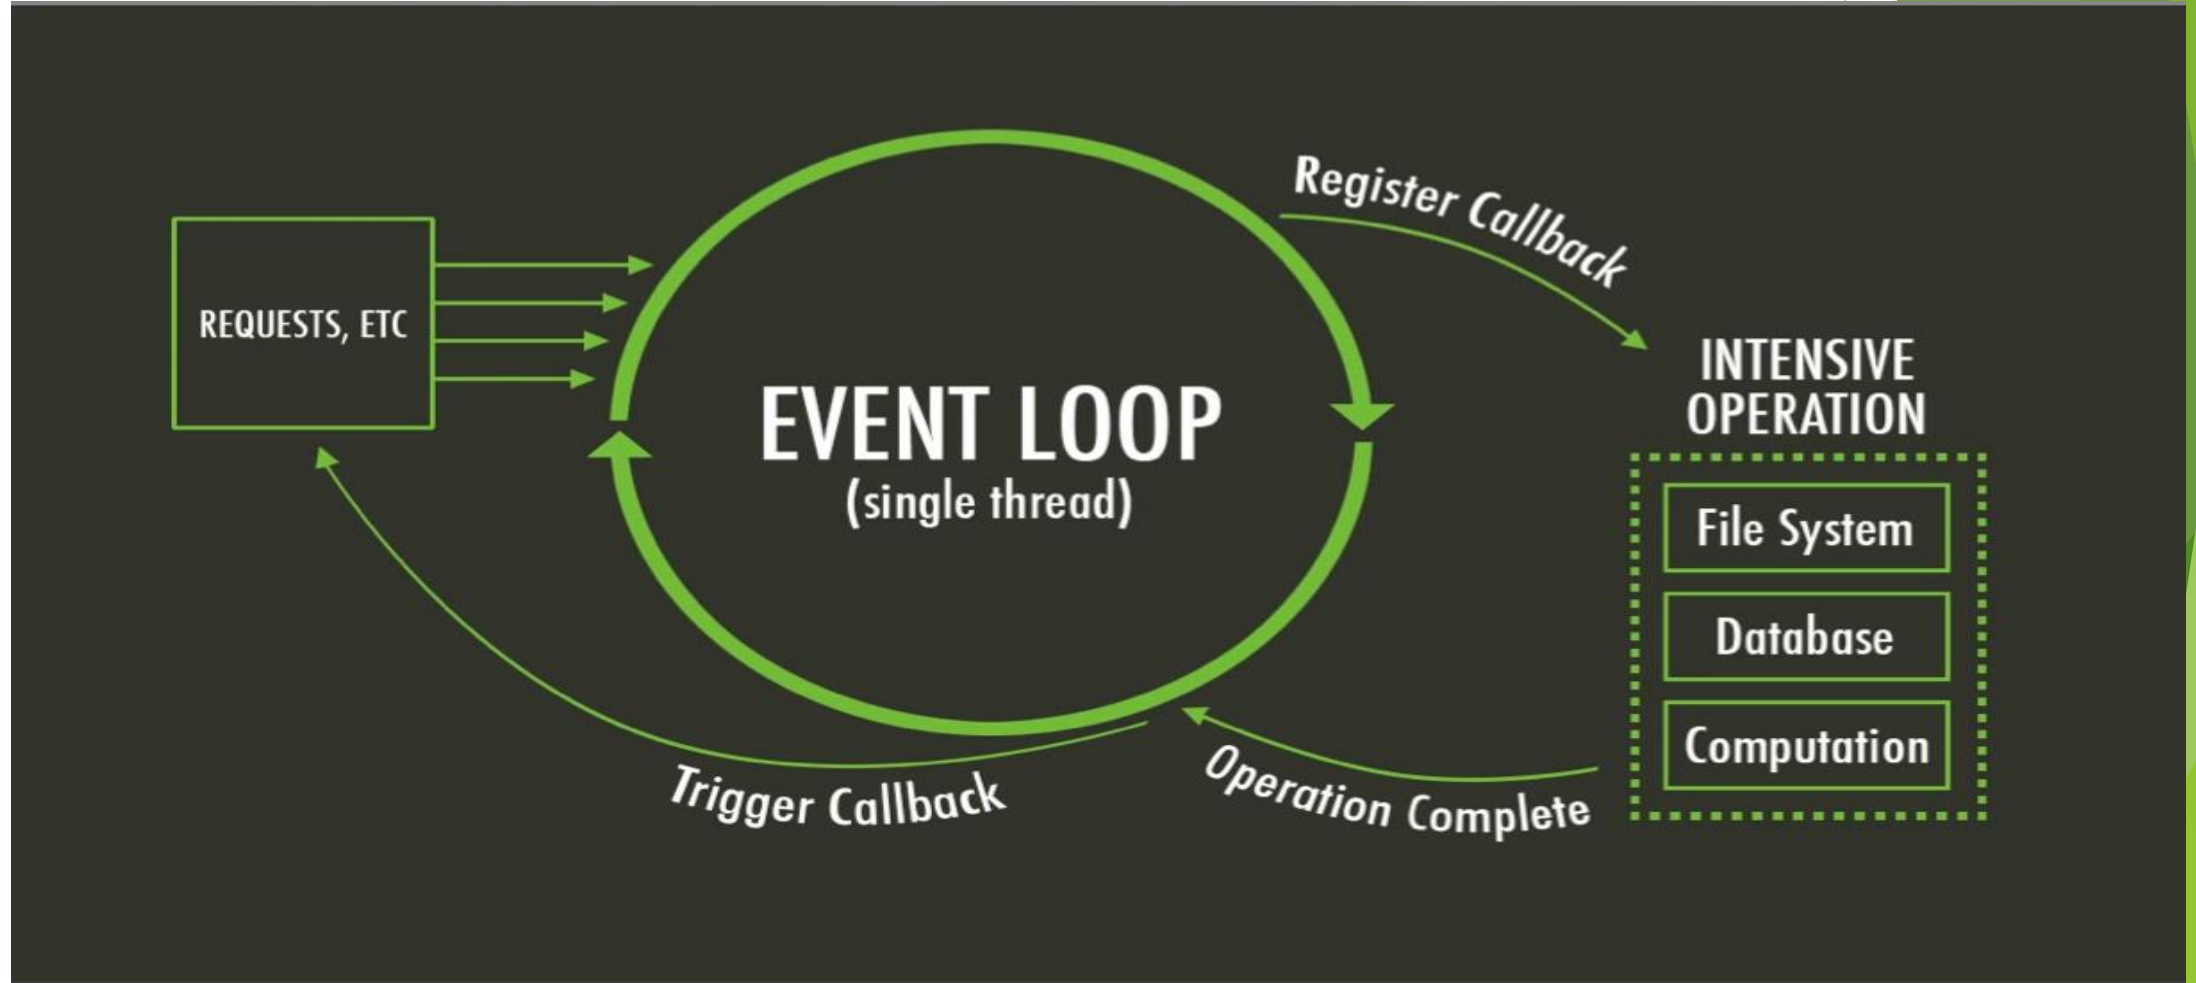 REQUESTS, ETC
EVENT LOOP
(single thread)
Register Callback
INTENSIVE
OPERATION
File System
Database
Computation
Operation Complete
Trigger Callback